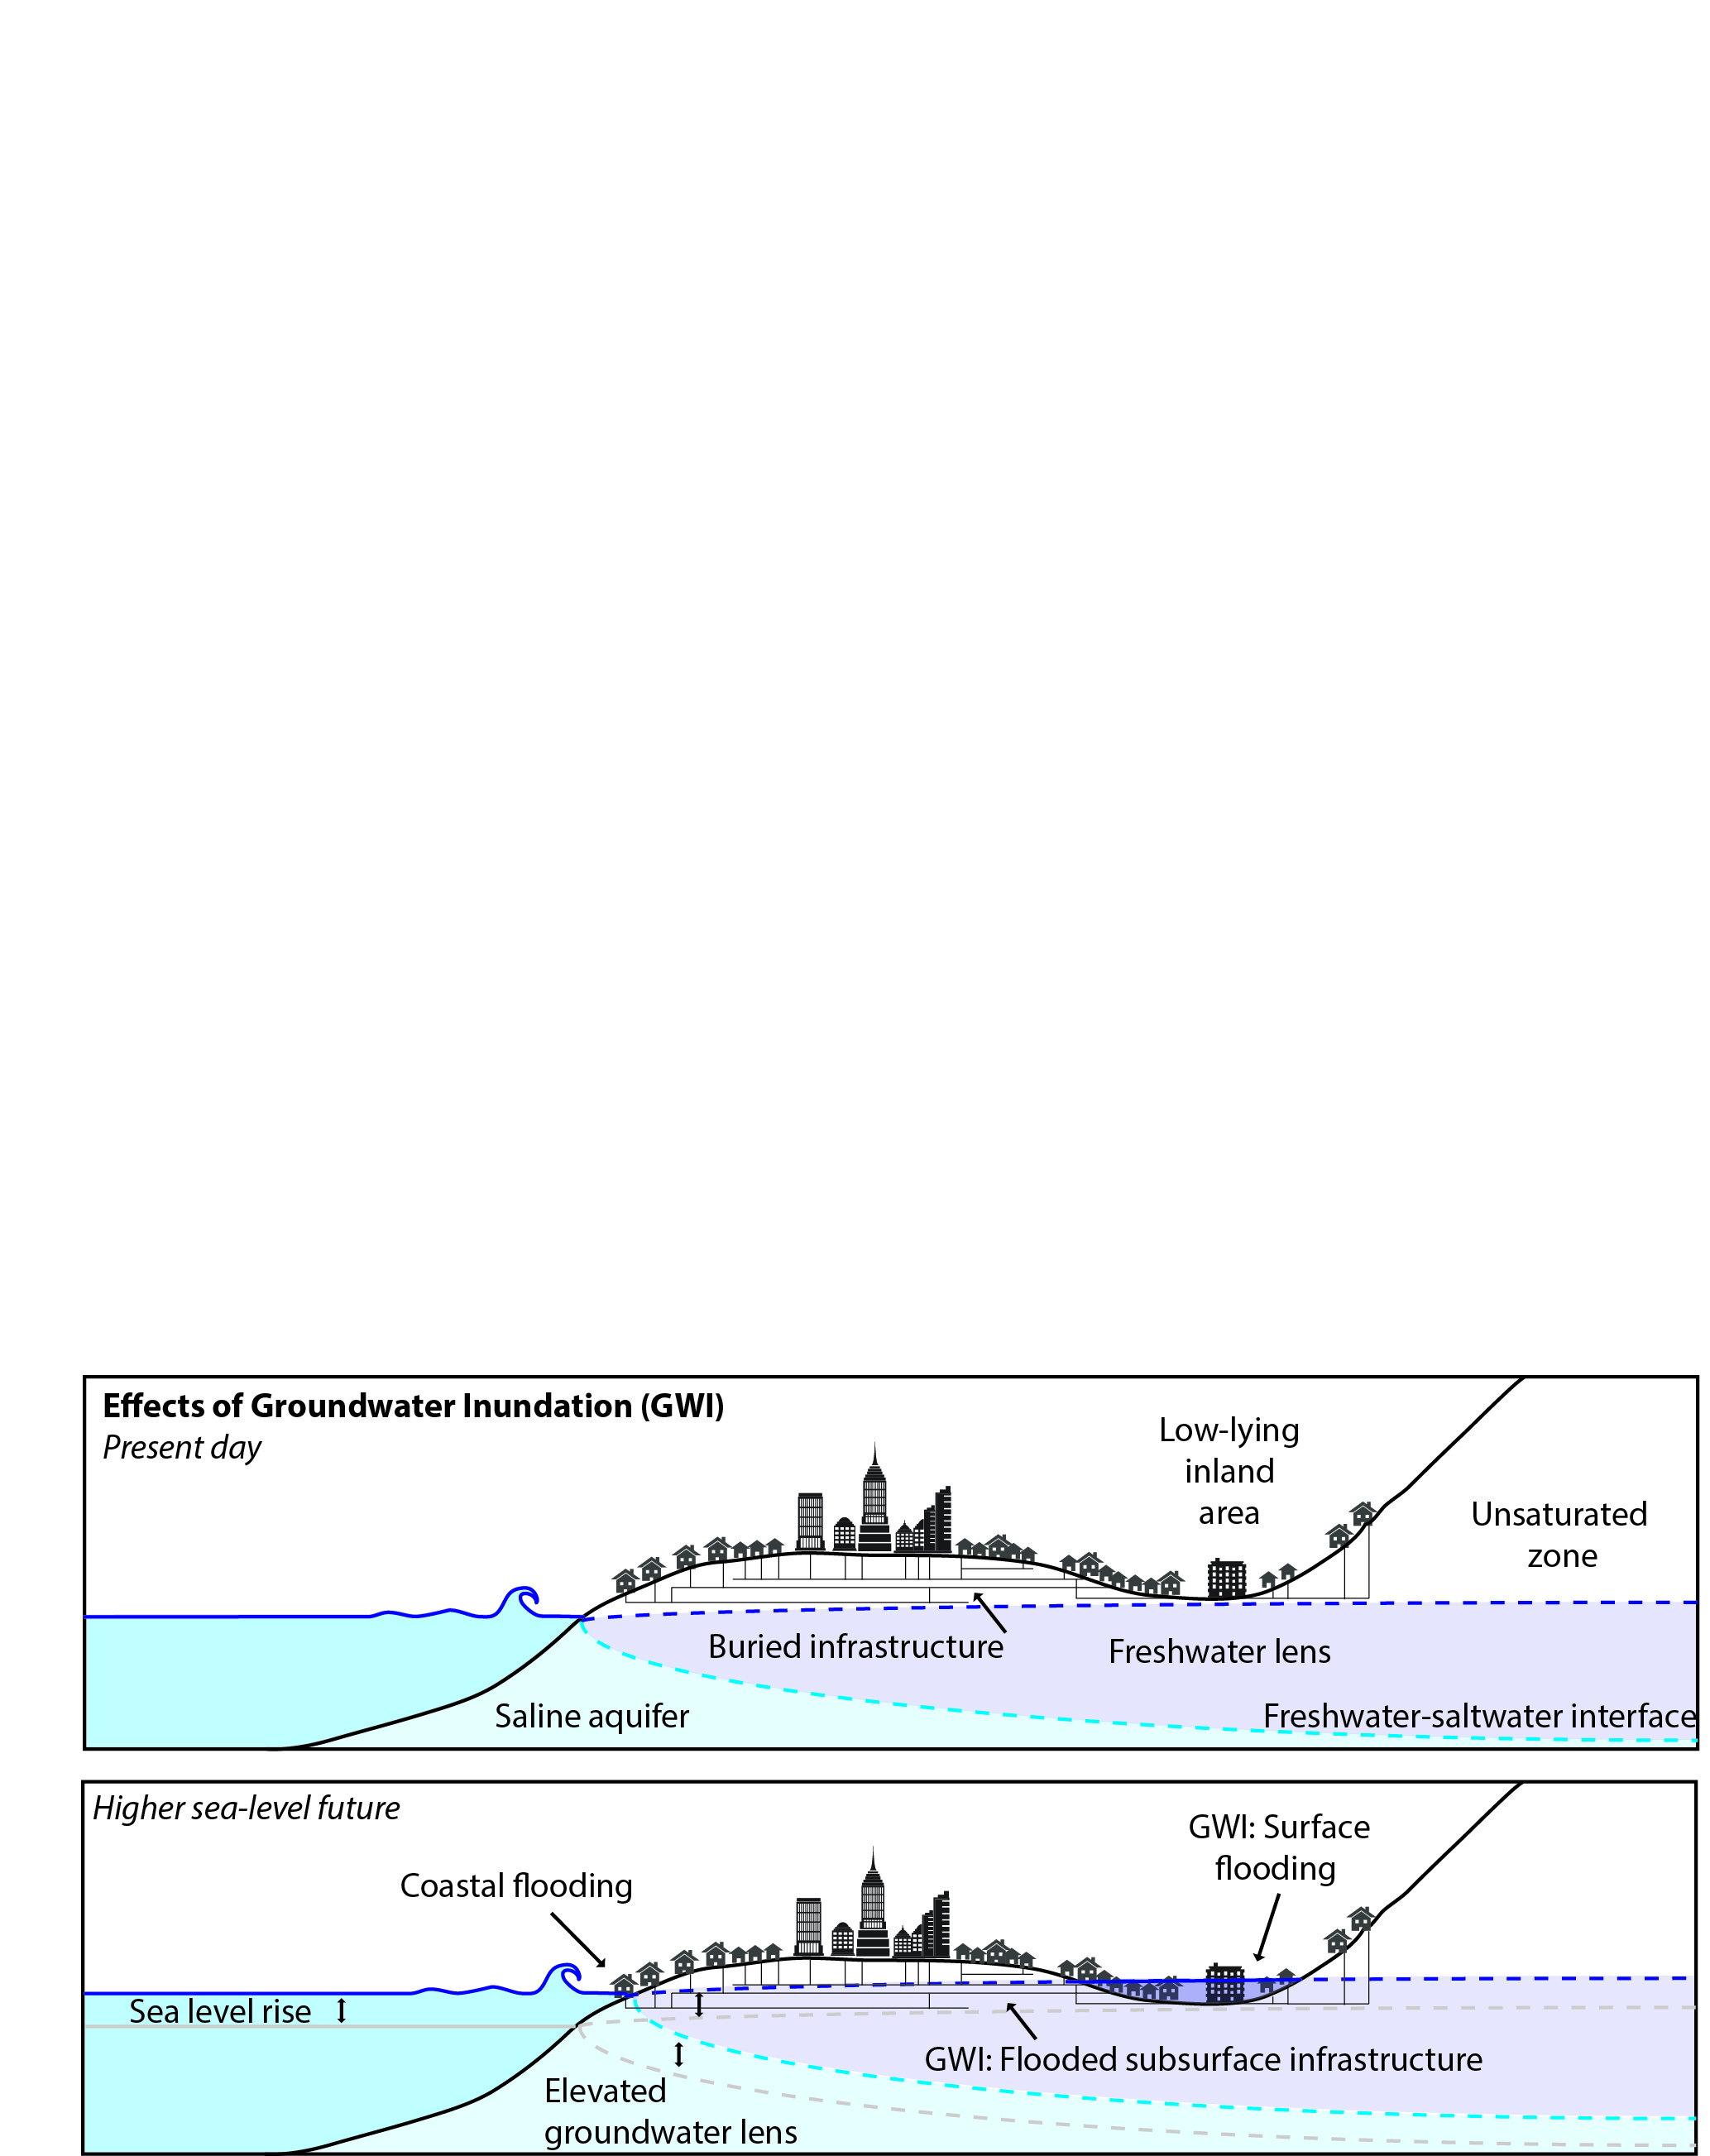 Effects of Groundwater Inundation (GWI)
Present day
Low-lying
inland
area
Unsaturated
zone
Buried infrastructure
Freshwater lens
Saline aquifer
Freshwater-saltwater interface
Higher sea-level future
GWI: Surface
flooding
Coastal flooding
Sea level rise
GWI: Flooded subsurface infrastructure
Elevated
groundwater lens